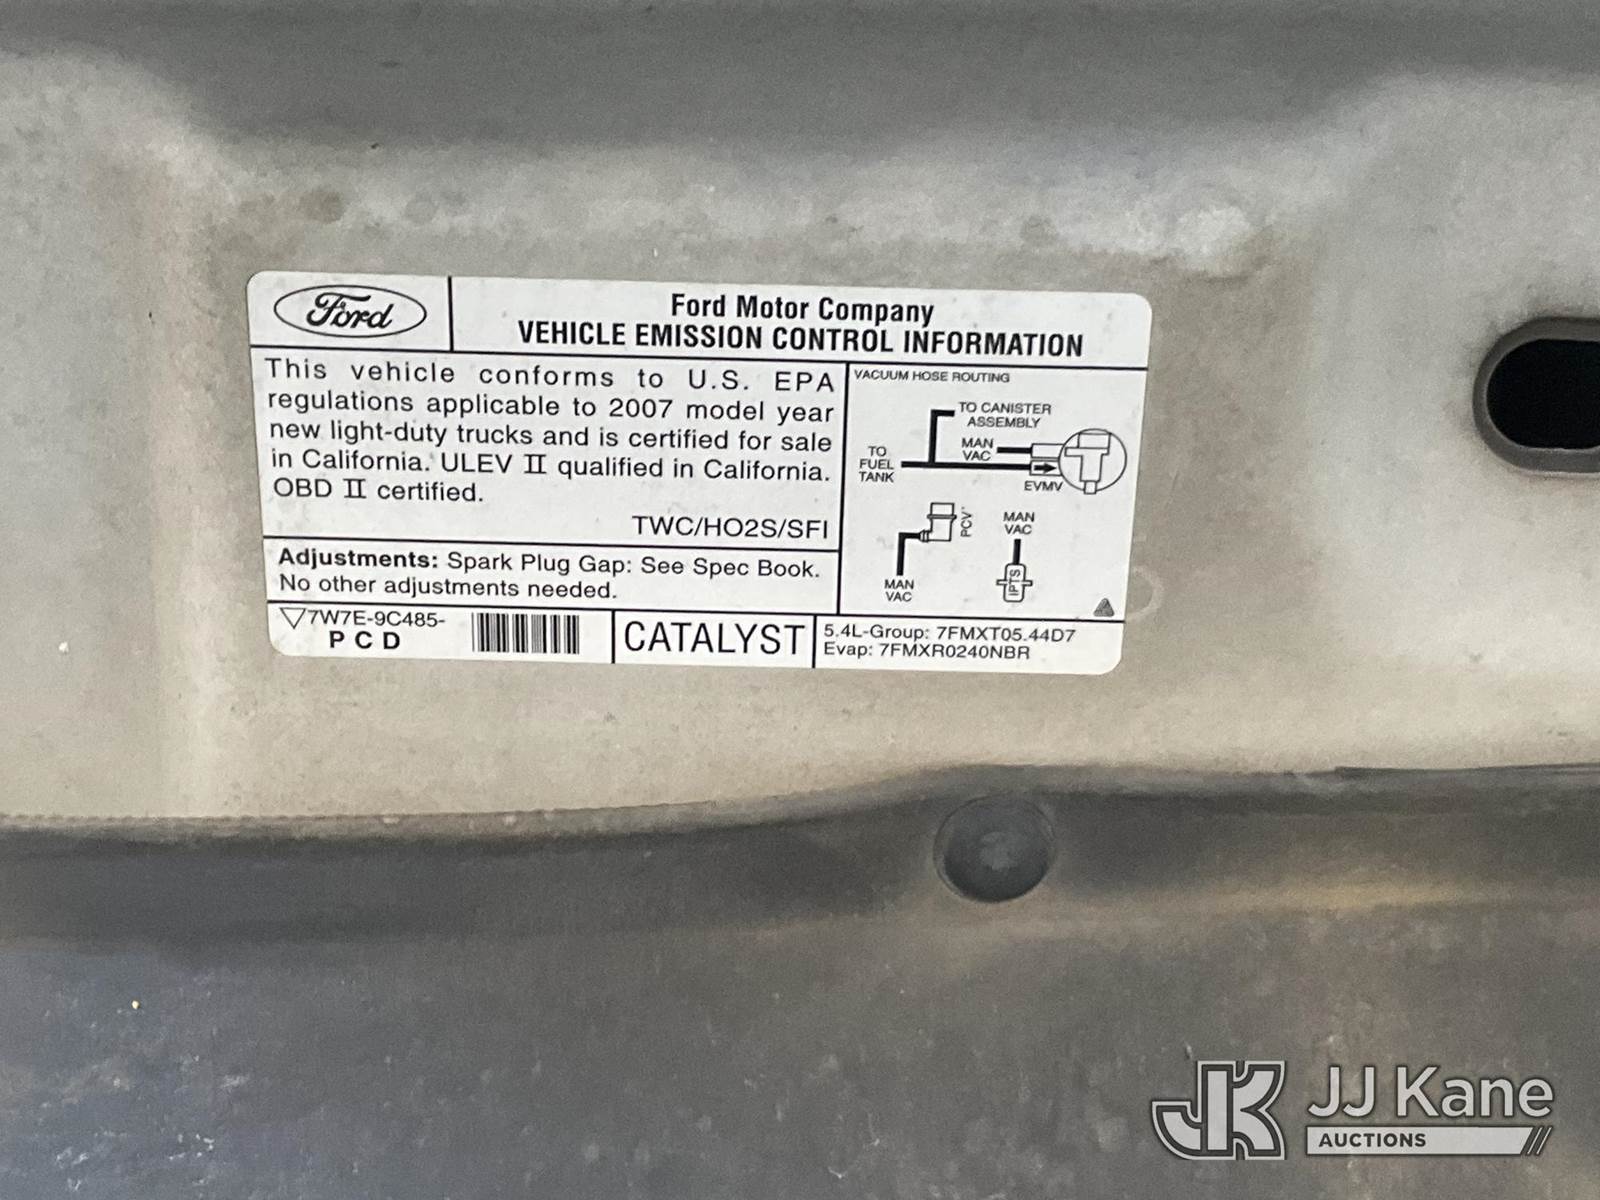 Ford
Ford Motor Company
VEHICLE EMISSION CONTROL INFORMATION
This vehicle conforms to U.S. EPA
regulations applicable to 2007 model year
new light-duty trucks and is certified for sale
in California. ULEV II qualified in California.
OBD II certified.
TWC/HO2S/SFI
Adjustments: Spark Plug Gap: See Spec Book.
No other adjustments needed.
VACUUM HOSE ROUTING
TO CANISTER
ASSEMBLY
MAN
VAC
TO
FUEL
TANK
EVMV
PCV
MAN
VAC
MAN
VAC
IPTS
7W7E-9C485-
PCD
CATALYST
5.4L-Group: 7FMXT05.44D7
Evap: 7FMXR0240NBR
JK JJ Kane
AUCTIONS